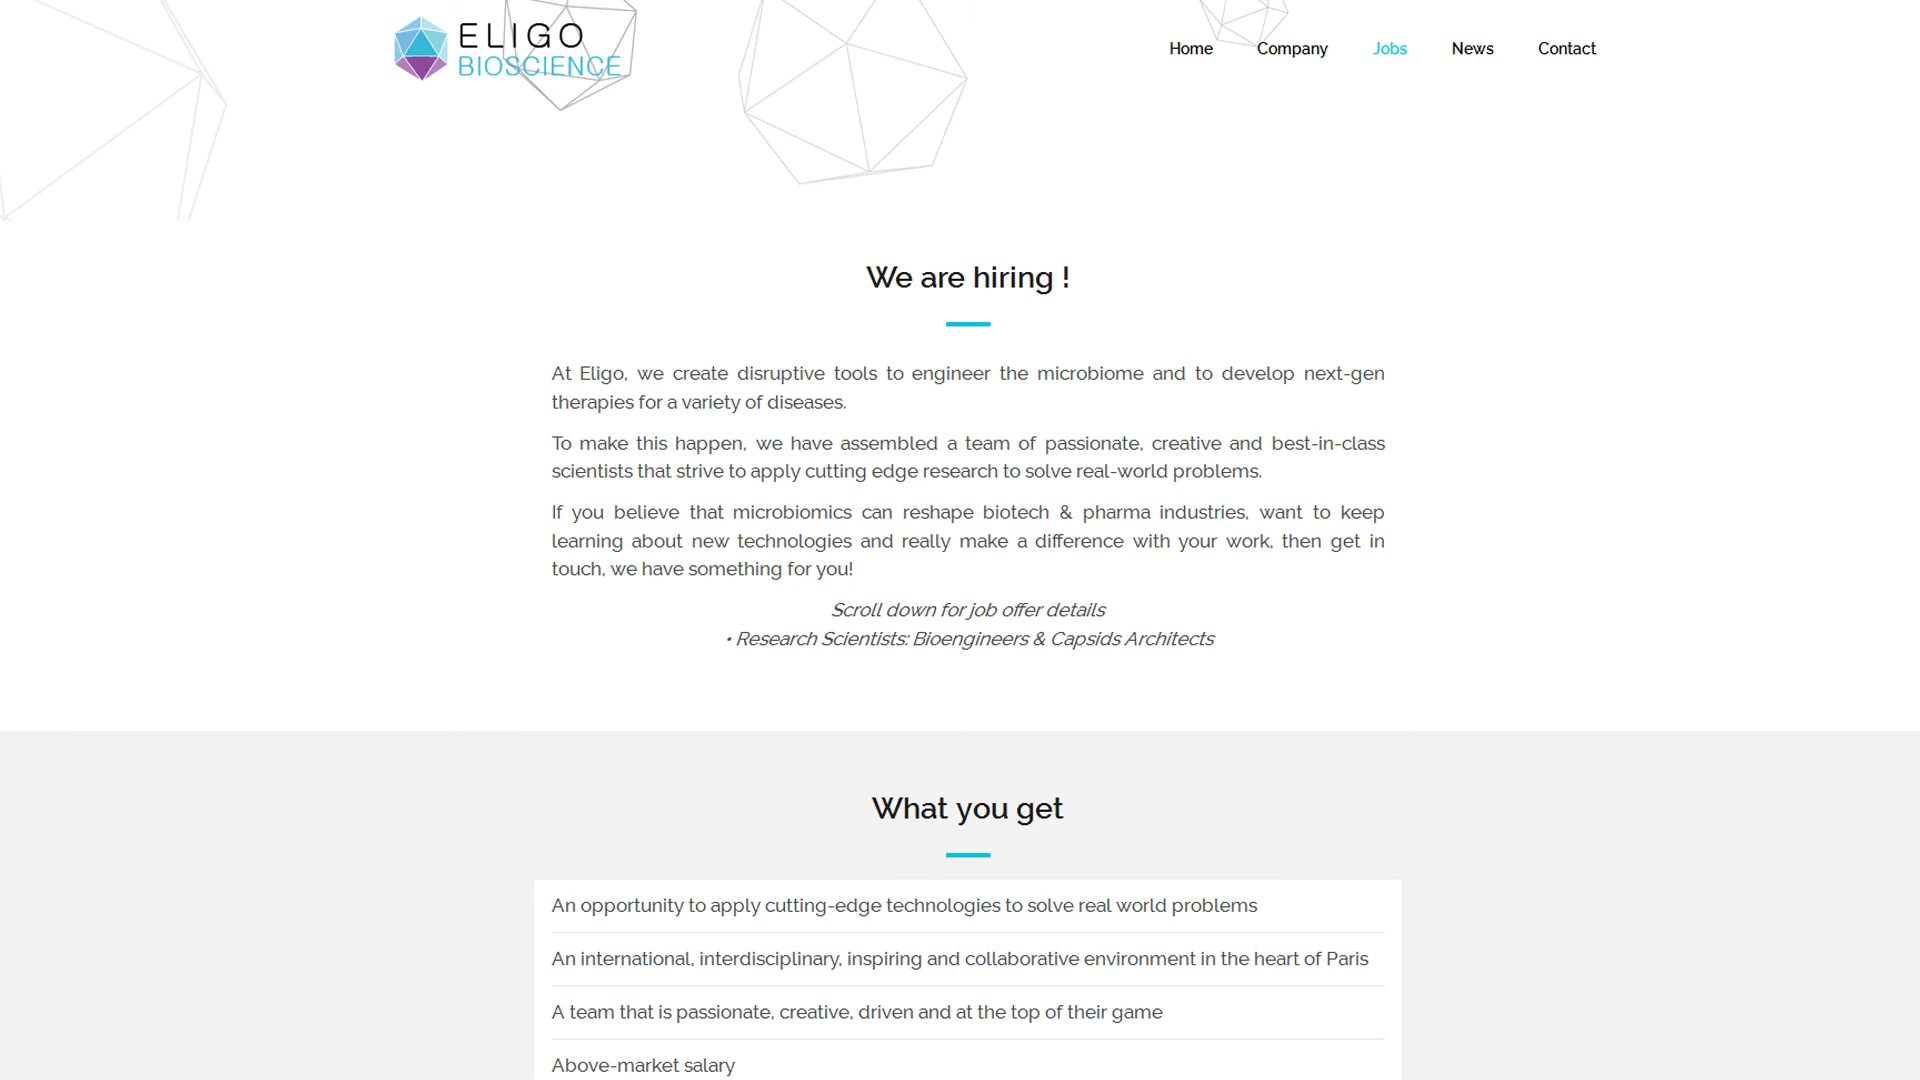 ELIGO
BIOSCIENCE
Home
Company
Jobs
News
Contact
We are hiring !
At Eligo, we create disruptive tools to engineer the microbiome and to develop next-gen
therapies for a variety of diseases.
To make this happen, we have assembled a team of passionate, creative and best-in-class
scientists that strive to apply cutting edge research to solve real-world problems.
If you believe that microbiomics can reshape biotech & pharma industries, want to keep
learning about new technologies and really make a difference with your work, then get in
touch, we have something for you!
Scroll down for job offer details
• Research Scientists: Bioengineers & Capsids Architects
What you get
An opportunity to apply cutting-edge technologies to solve real world problems
An international, interdisciplinary, inspiring and collaborative environment in the heart of Paris
A team that is passionate, creative, driven and at the top of their game
Above-market salary